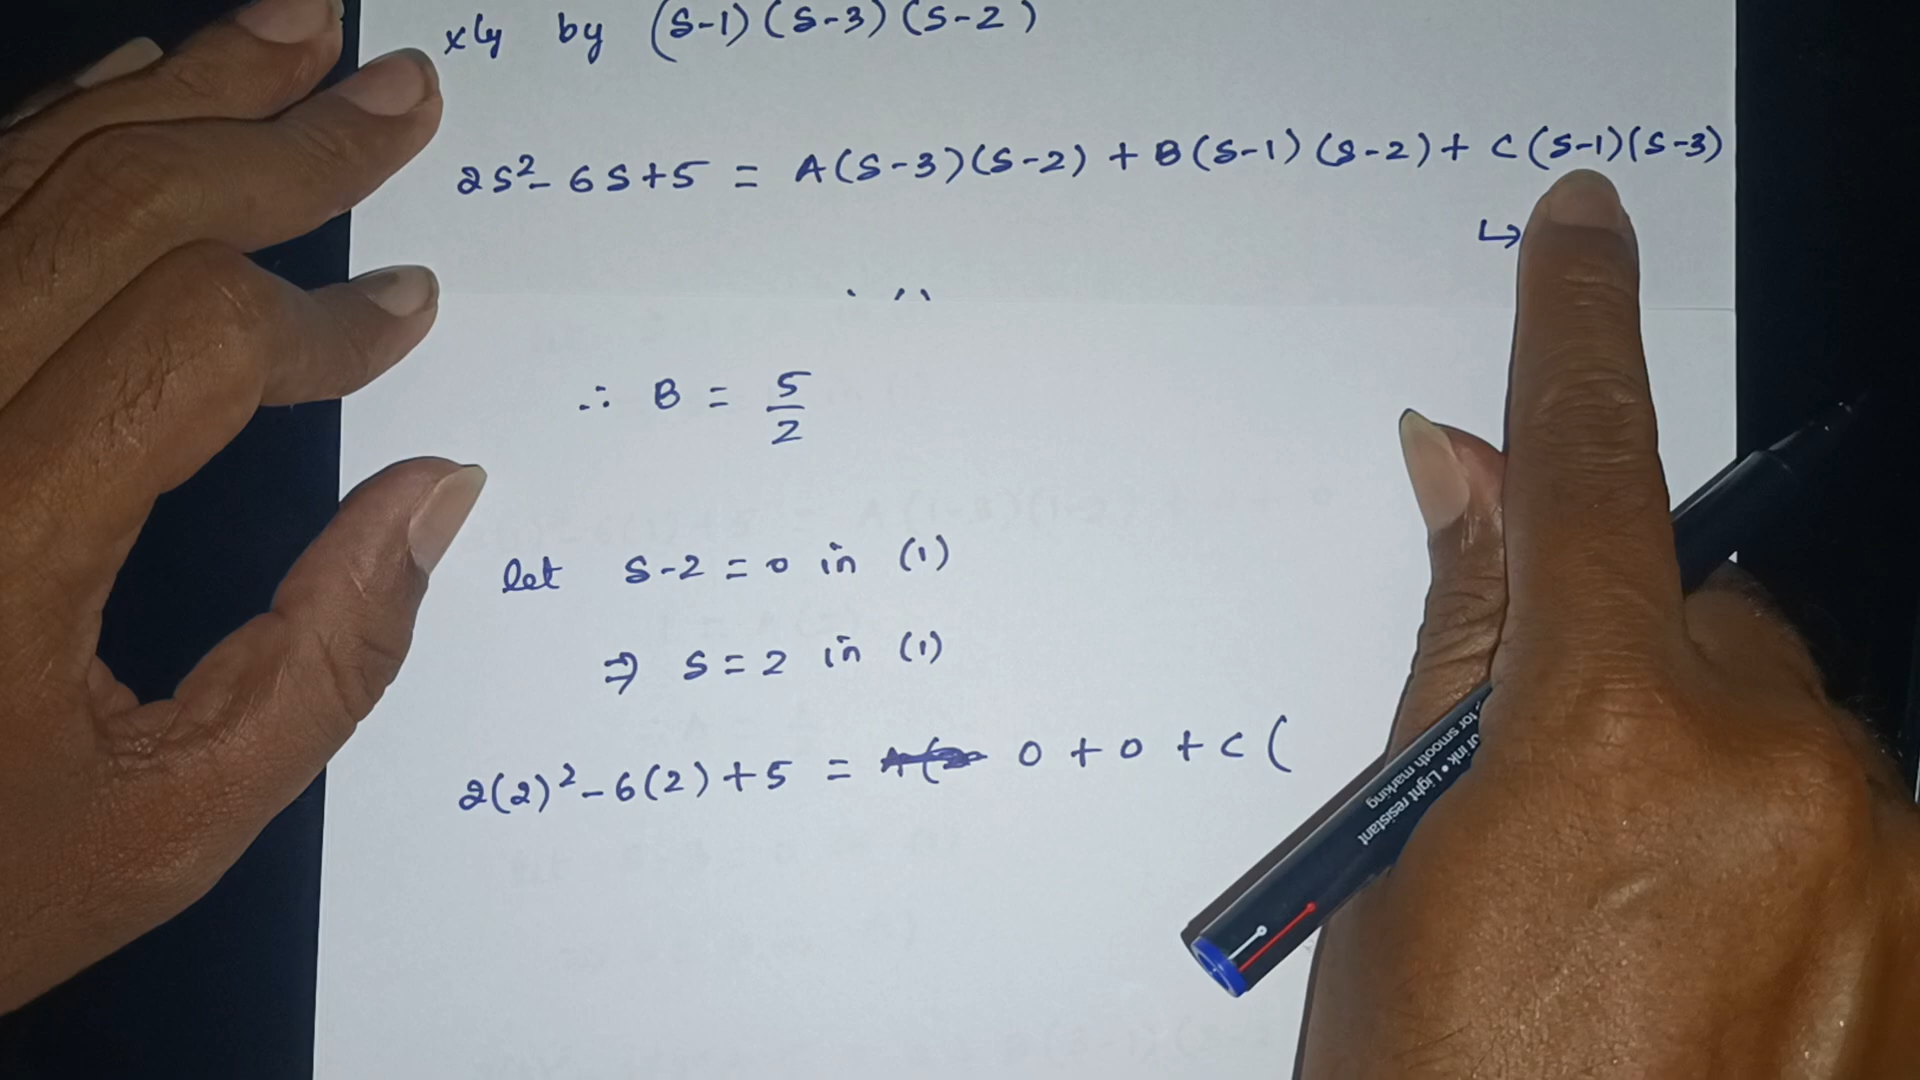 xly by (S-1)(S-3)(S-2)
2S²- 6S+5 = A(S-3)(S-2) + B(S-1)(S-2)+ C(S-1)(S-3)
↳
∴ B = 5/2
let S-2=0 in (1)
⇒ S=2 in (1)
2(2)²-6(2)+5 = 0 + 0 + C(
ink • Light resistant
for smooth marking